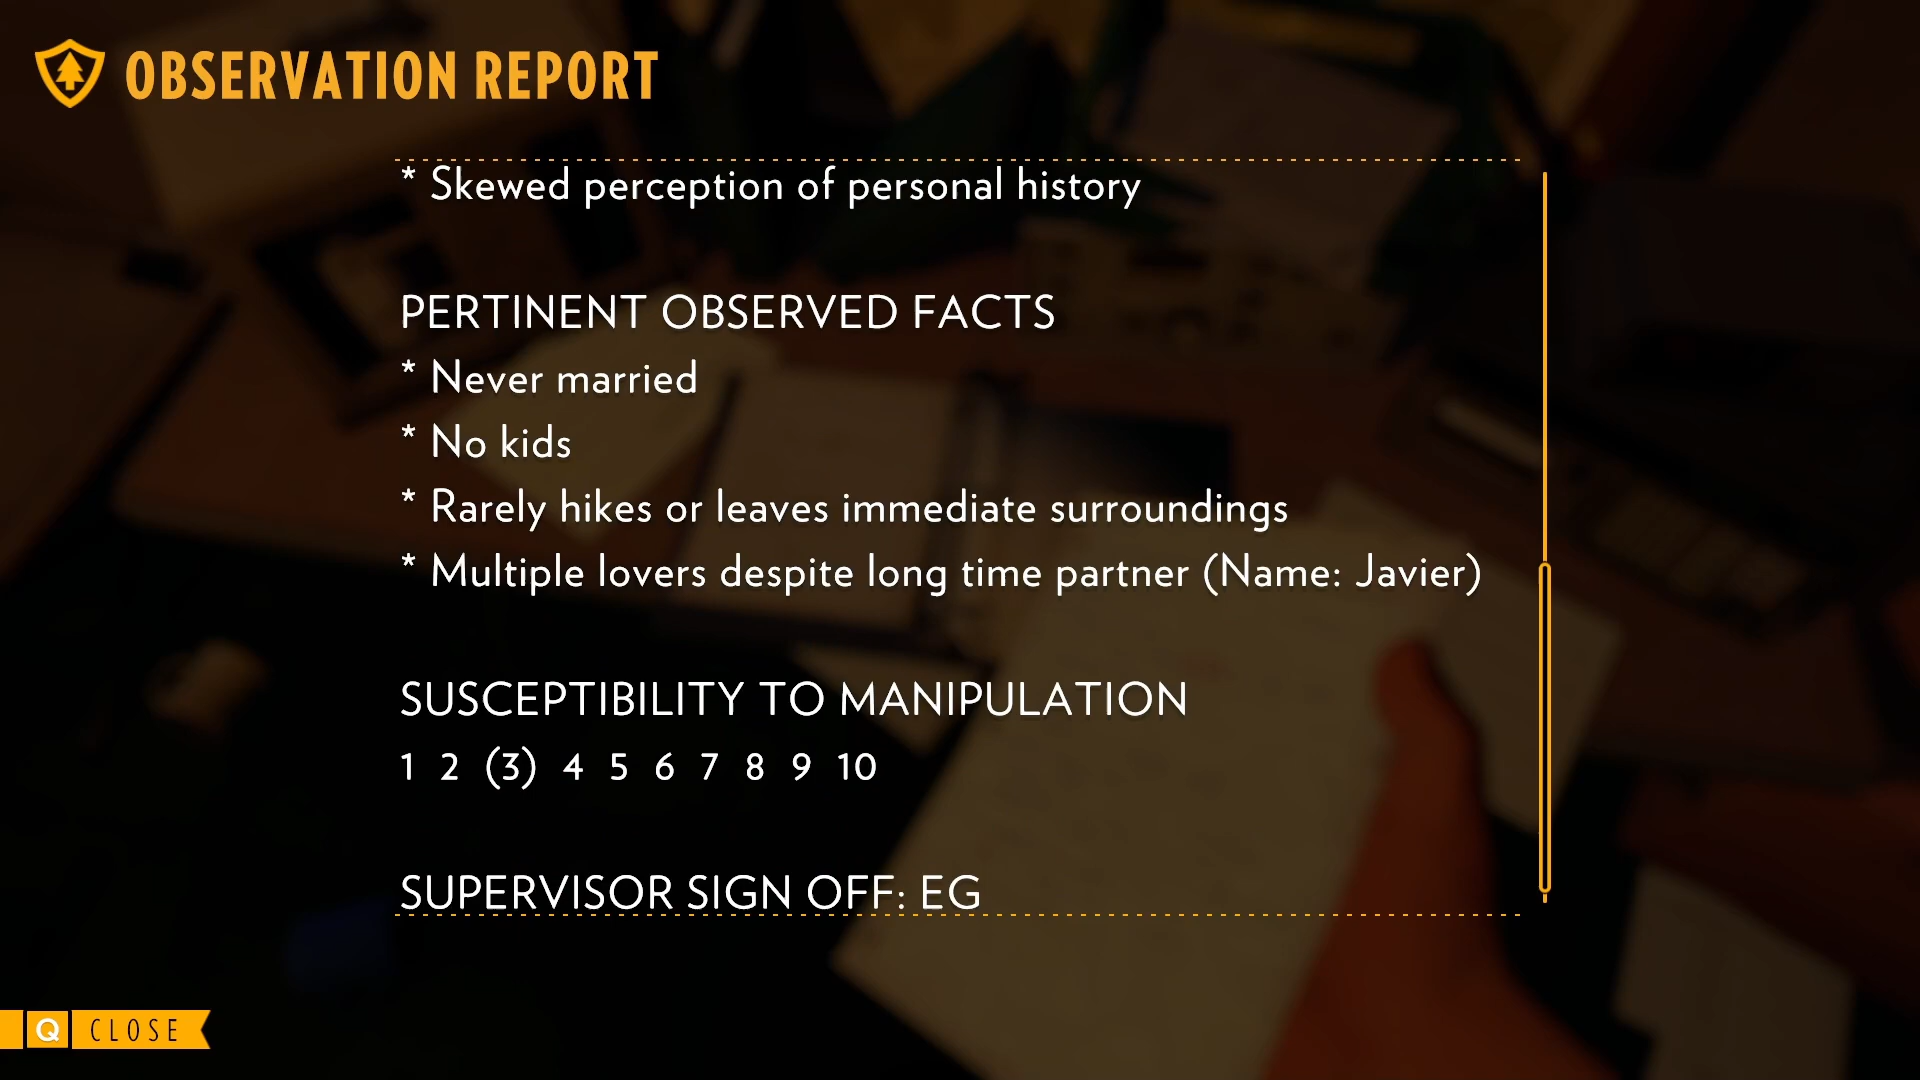 OBSERVATION REPORT
* Skewed perception of personal history
PERTINENT OBSERVED FACTS
* Never married
* No kids
* Rarely hikes or leaves immediate surroundings
* Multiple lovers despite long time partner (Name: Javier)
SUSCEPTIBILITY TO MANIPULATION
1 2 (3) 4 5 6 7 8 9 10
SUPERVISOR SIGN OFF: EG
Q CLOSE